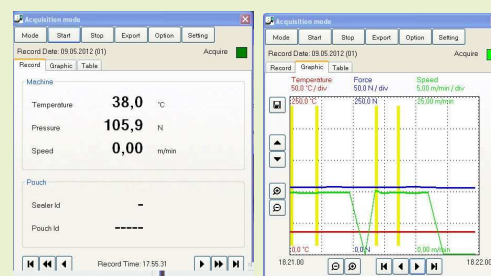 Acquisition mode
Mode Start Stop Export Option Setting
Record Date: 09.05.2012 (01) Acquire
Record Graphic Table
Machine
Temperature 38,0 °C
Pressure 105,9 N
Speed 0,00 m/min
Pouch
Sealer Id -
Pouch Id -----
Record Time: 17:55.31
Acquisition mode
Mode Start Stop Export Option Setting
Record Date: 09.05.2012 (01) Acquire
Record Graphic Table
Temperature Force Speed
50,0 °C / div 50,0 N / div 5,00 m/min / div
250,0 °C 250,0 N 25,00 m/min
0,0 °C 0,0 N 0,00 m/min
18.21.00 18.22.00